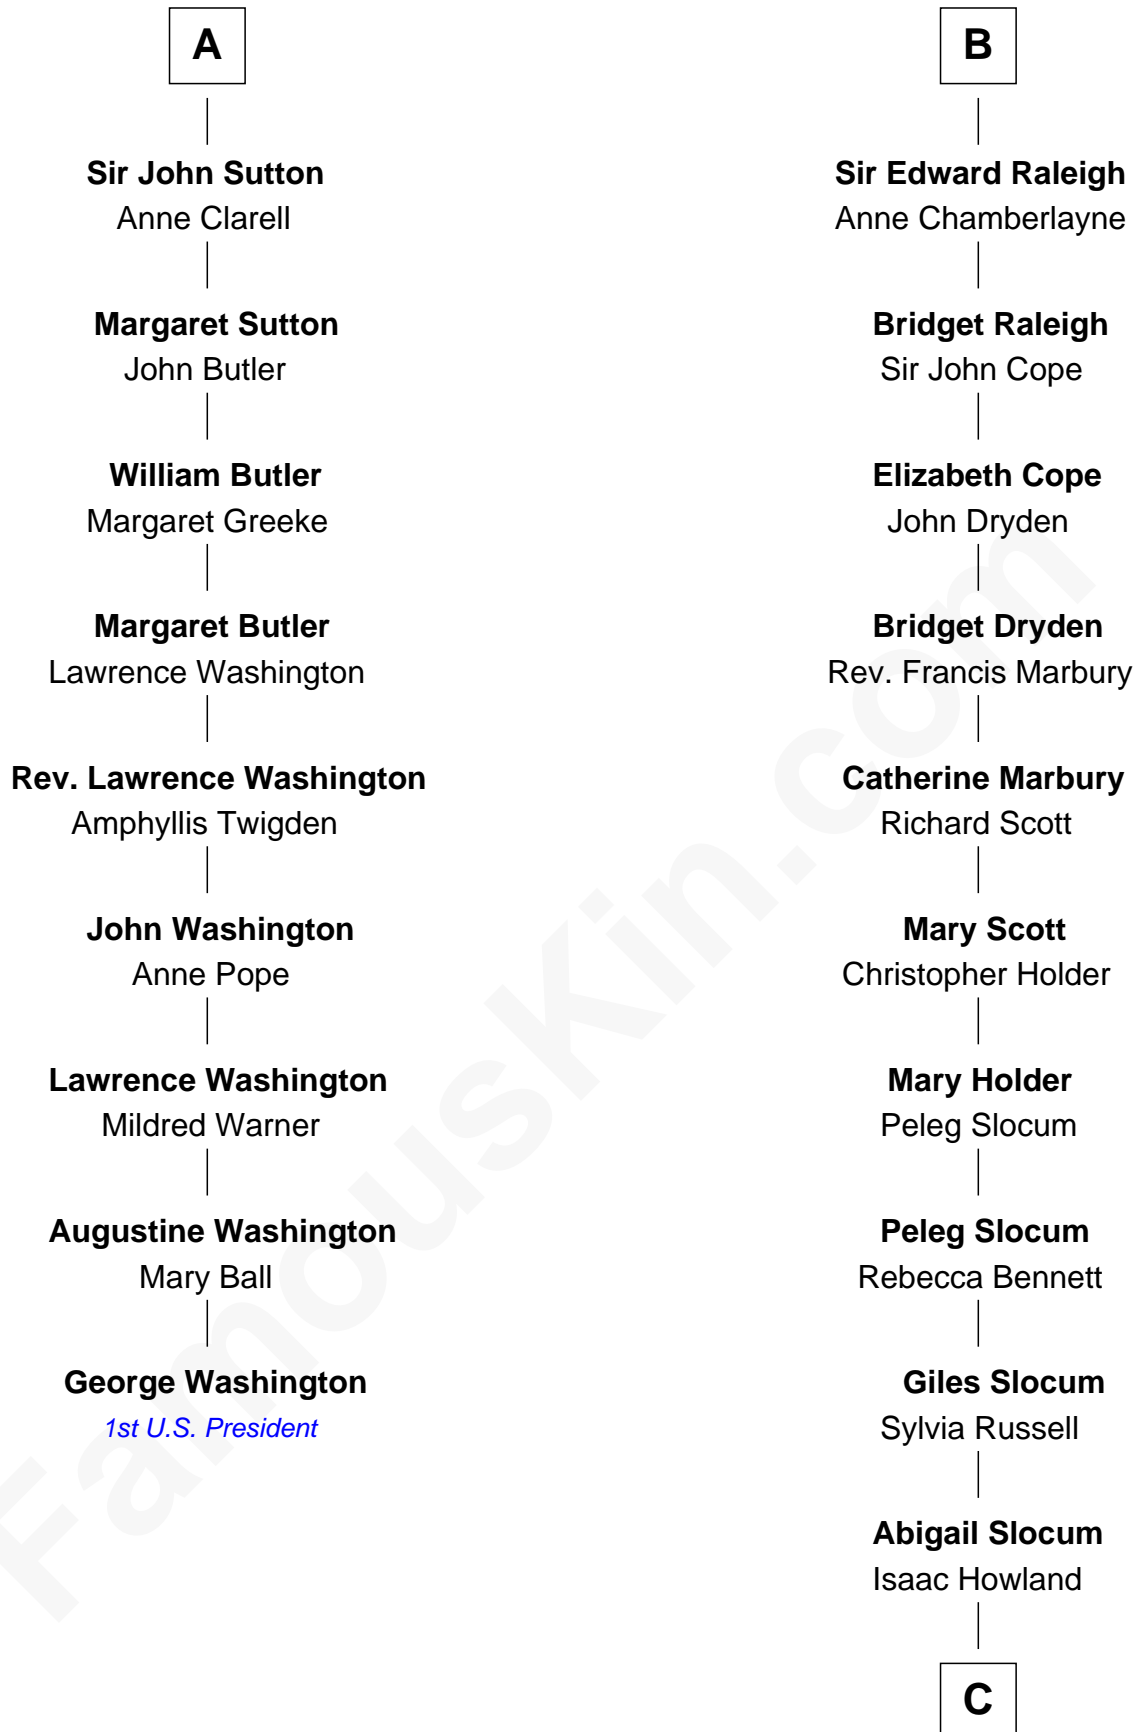 A
Sir John Sutton
Anne Clarell
Margaret Sutton
John Butler
William Butler
Margaret Greeke
Margaret Butler
Lawrence Washington
Rev. Lawrence Washington
Amphyllis Twigden
John Washington
Anne Pope
Lawrence Washington
Mildred Warner
Augustine Washington
Mary Ball
George Washington
1st U.S. President
B
Sir Edward Raleigh
Anne Chamberlayne
Bridget Raleigh
Sir John Cope
Elizabeth Cope
John Dryden
Bridget Dryden
Rev. Francis Marbury
Catherine Marbury
Richard Scott
Mary Scott
Christopher Holder
Mary Holder
Peleg Slocum
Peleg Slocum
Rebecca Bennett
Giles Slocum
Sylvia Russell
Abigail Slocum
Isaac Howland
C
FamousKin.com